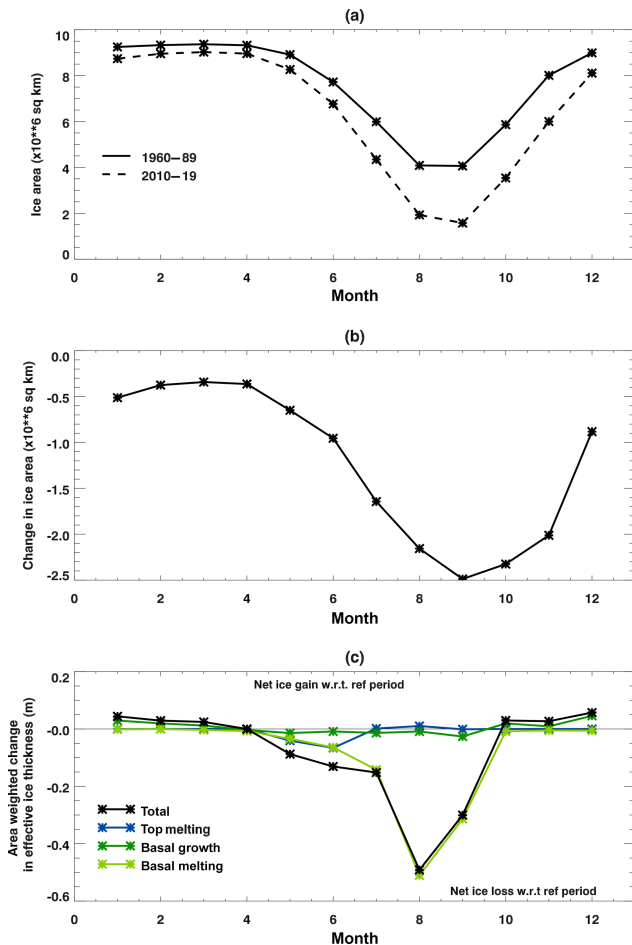 (a)
Ice area (x10**6 sq km)
10
8
6
4
2
0
1960–89
2010–19
0 2 4 6 8 10 12
Month
(b)
Change in ice area (x10**6 sq km)
0.0
-0.5
-1.0
-1.5
-2.0
-2.5
0 2 4 6 8 10 12
Month
(c)
Area weighted change
in effective ice thickness (m)
0.2
-0.0
-0.2
-0.4
-0.6
Net ice gain w.r.t. ref period
Total
Top melting
Basal growth
Basal melting
Net ice loss w.r.t ref period
0 2 4 6 8 10 12
Month